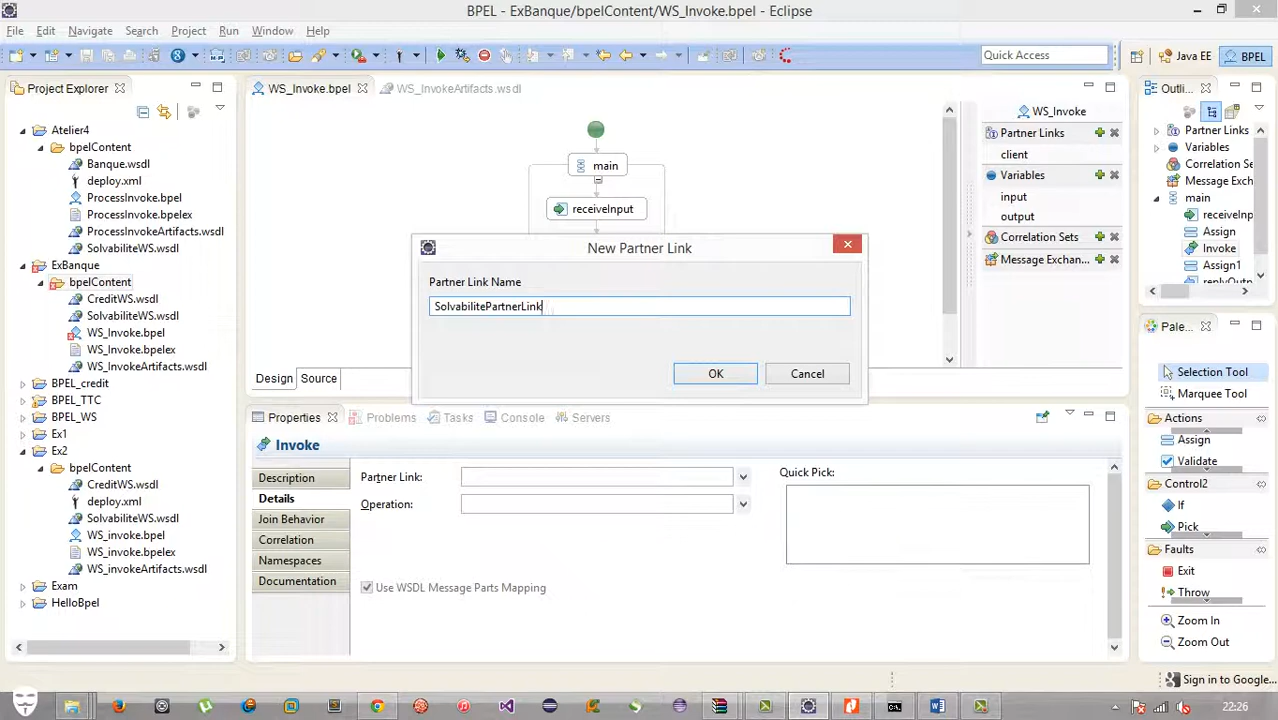 BPEL - ExBanque/bpelContent/WS_Invoke.bpel - Eclipse
File Edit Navigate Search Project Run Window Help
Quick Access
Java EE
BPEL
Project Explorer
Atelier4
bpelContent
Banque.wsdl
deploy.xml
ProcessInvoke.bpel
ProcessInvoke.bpelex
ProcessInvokeArtifacts.wsdl
SolvabiliteWS.wsdl
ExBanque
bpelContent
CreditWS.wsdl
SolvabiliteWS.wsdl
WS_Invoke.bpel
WS_Invoke.bpelex
WS_InvokeArtifacts.wsdl
BPEL_credit
BPEL_TTC
BPEL_WS
Ex1
Ex2
bpelContent
CreditWS.wsdl
deploy.xml
SolvabiliteWS.wsdl
WS_invoke.bpel
WS_invoke.bpelex
WS_invokeArtifacts.wsdl
Exam
HelloBpel
WS_Invoke.bpel
WS_InvokeArtifacts.wsdl
main
receiveInput
Design
Source
WS_Invoke
Partner Links
client
Variables
input
output
Correlation Sets
Message Exchan...
New Partner Link
Partner Link Name
SolvabilitePartnerLink
OK
Cancel
Properties
Problems
Tasks
Console
Servers
Invoke
Description
Details
Join Behavior
Correlation
Namespaces
Documentation
Partner Link:
Operation:
Use WSDL Message Parts Mapping
Quick Pick:
Outli...
Partner Links
Variables
Correlation Se
Message Exch
main
receiveInp
Assign
Invoke
Assign1
replyOutp
Pale...
Selection Tool
Marquee Tool
Actions
Assign
Validate
Control2
If
Pick
Faults
Exit
Throw
Zoom In
Zoom Out
Sign in to Google...
22:26